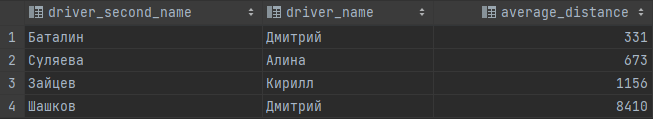 driver_second_name driver_name average_distance
1 Баталин Дмитрий 331
2 Суляева Алина 673
3 Зайцев Кирилл 1156
4 Шашков Дмитрий 8410